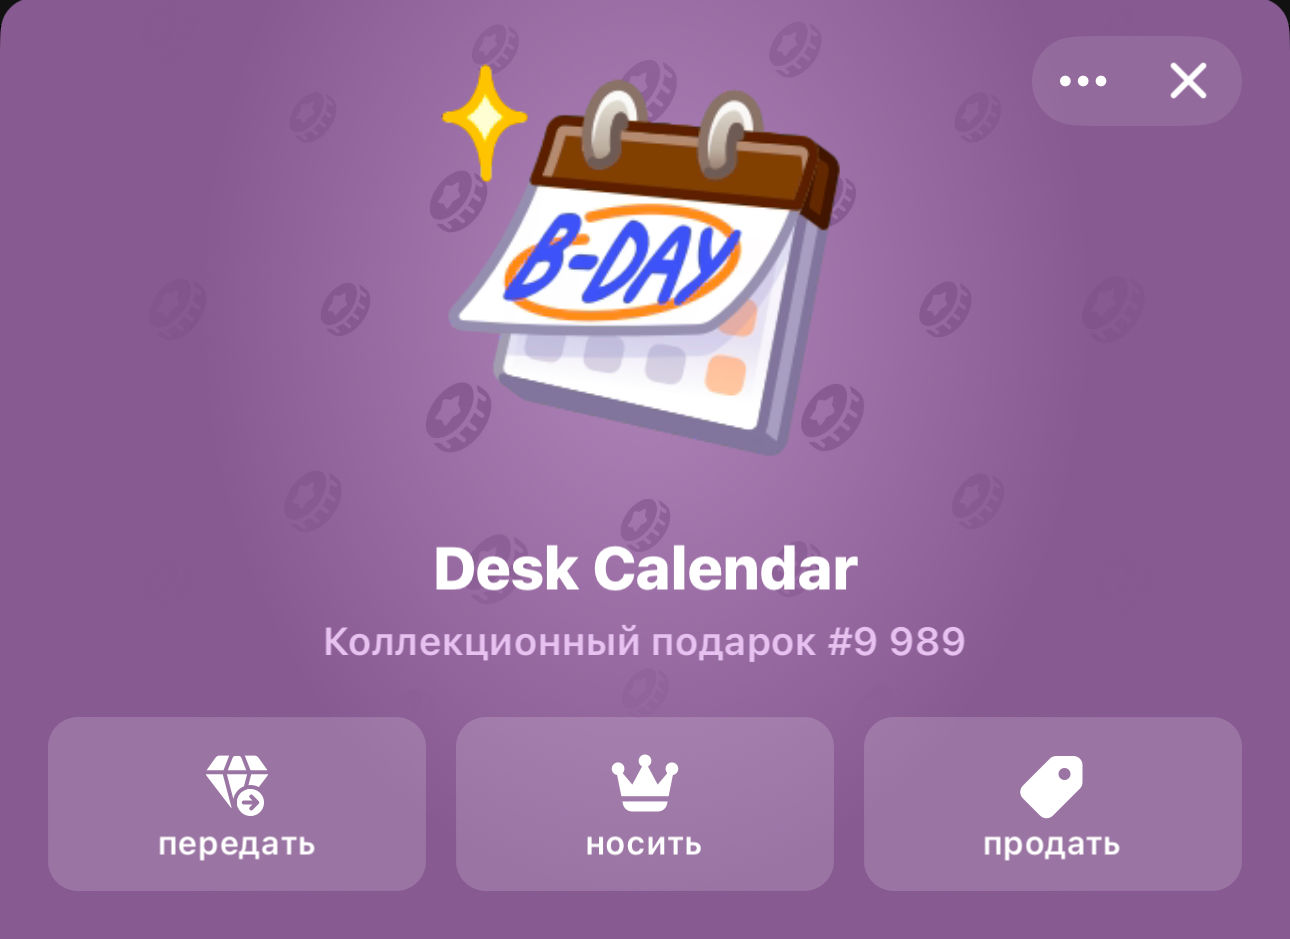 B-DAY
Desk Calendar
Коллекционный подарок #9 989
передать
носить
продать